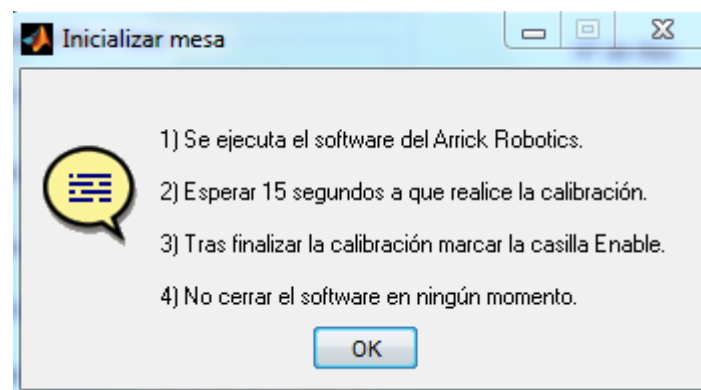 Inicializar mesa
1) Se ejecuta el software del Arrick Robotics.
2) Esperar 15 segundos a que realice la calibración.
3) Tras finalizar la calibración marcar la casilla Enable.
4) No cerrar el software en ningún momento.
OK